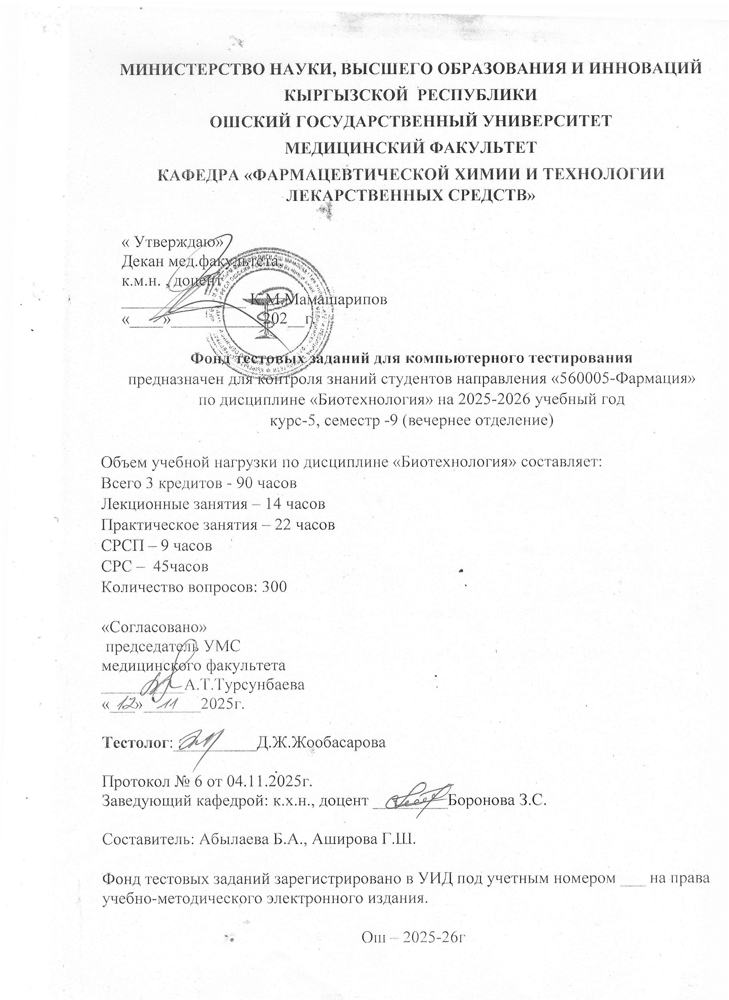 МИНИСТЕРСТВО НАУКИ, ВЫСШЕГО ОБРАЗОВАНИЯ И ИННОВАЦИЙ
КЫРГЫЗСКОЙ РЕСПУБЛИКИ
ОШСКИЙ ГОСУДАРСТВЕННЫЙ УНИВЕРСИТЕТ
МЕДИЦИНСКИЙ ФАКУЛЬТЕТ
КАФЕДРА «ФАРМАЦЕВТИЧЕСКОЙ ХИМИИ И ТЕХНОЛОГИИ
ЛЕКАРСТВЕННЫХ СРЕДСТВ»
« Утверждаю»
Декан мед.факультета,
к.м.н. , доцент
_______________ К.М.Мамашарипов
«____»___________202__г.
Фонд тестовых заданий для компьютерного тестирования
предназначен для контроля знаний студентов направления «560005-Фармация»
по дисциплине «Биотехнология» на 2025-2026 учебный год
курс-5, семестр -9 (вечернее отделение)
Объем учебной нагрузки по дисциплине «Биотехнология» составляет:
Всего 3 кредитов - 90 часов
Лекционные занятия – 14 часов
Практическое занятия – 22 часов
СРСП – 9 часов
СРС – 45часов
Количество вопросов: 300
«Согласовано»
председатель УМС
медицинского факультета
__________А.Т.Турсунбаева
«12» 11 2025г.
Тестолог:__________Д.Ж.Жообасарова
Протокол № 6 от 04.11.2025г.
Заведующий кафедрой: к.х.н., доцент _________Боронова З.С.
Составитель: Абылаева Б.А., Аширова Г.Ш.
Фонд тестовых заданий зарегистрировано в УИД под учетным номером ___ на права
учебно-методического электронного издания.
Ош – 2025-26г